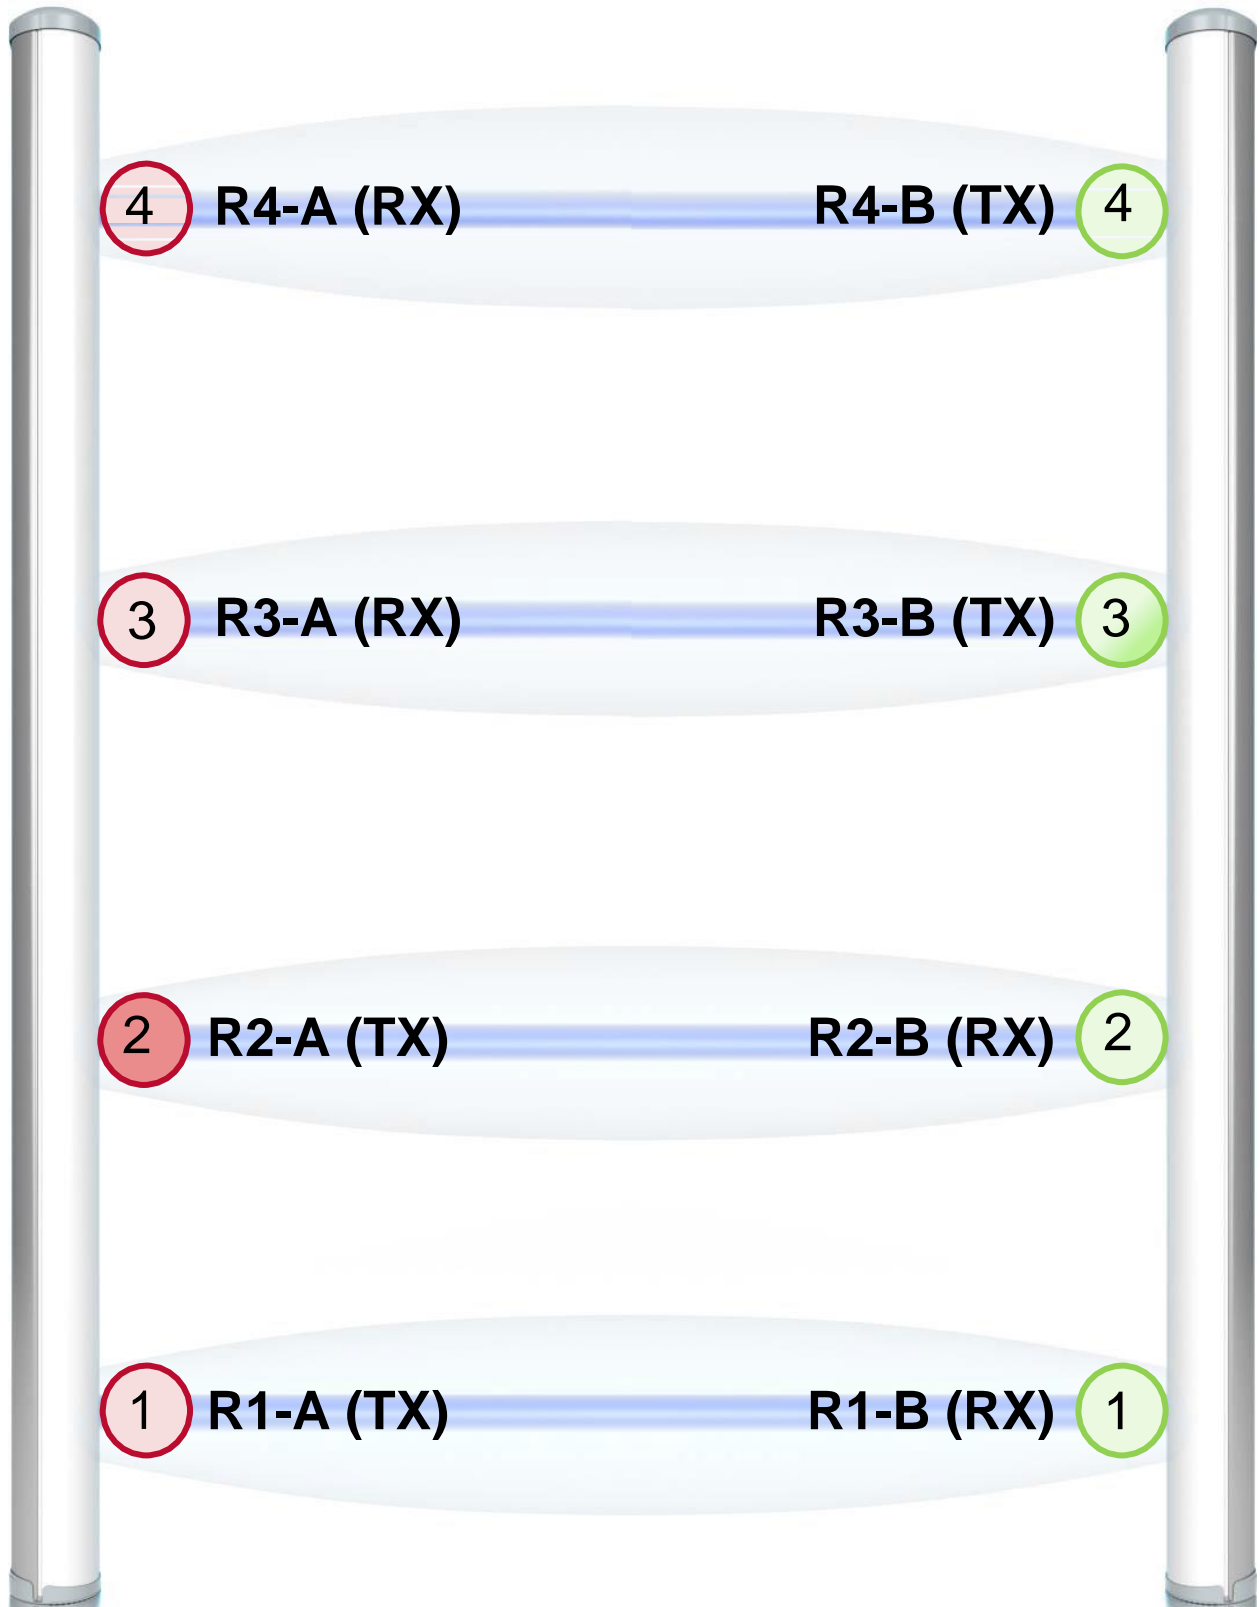 4 R4-A (RX) R4-B (TX) 4
3 R3-A (RX) R3-B (TX) 3
2 R2-A (TX) R2-B (RX) 2
1 R1-A (TX) R1-B (RX) 1